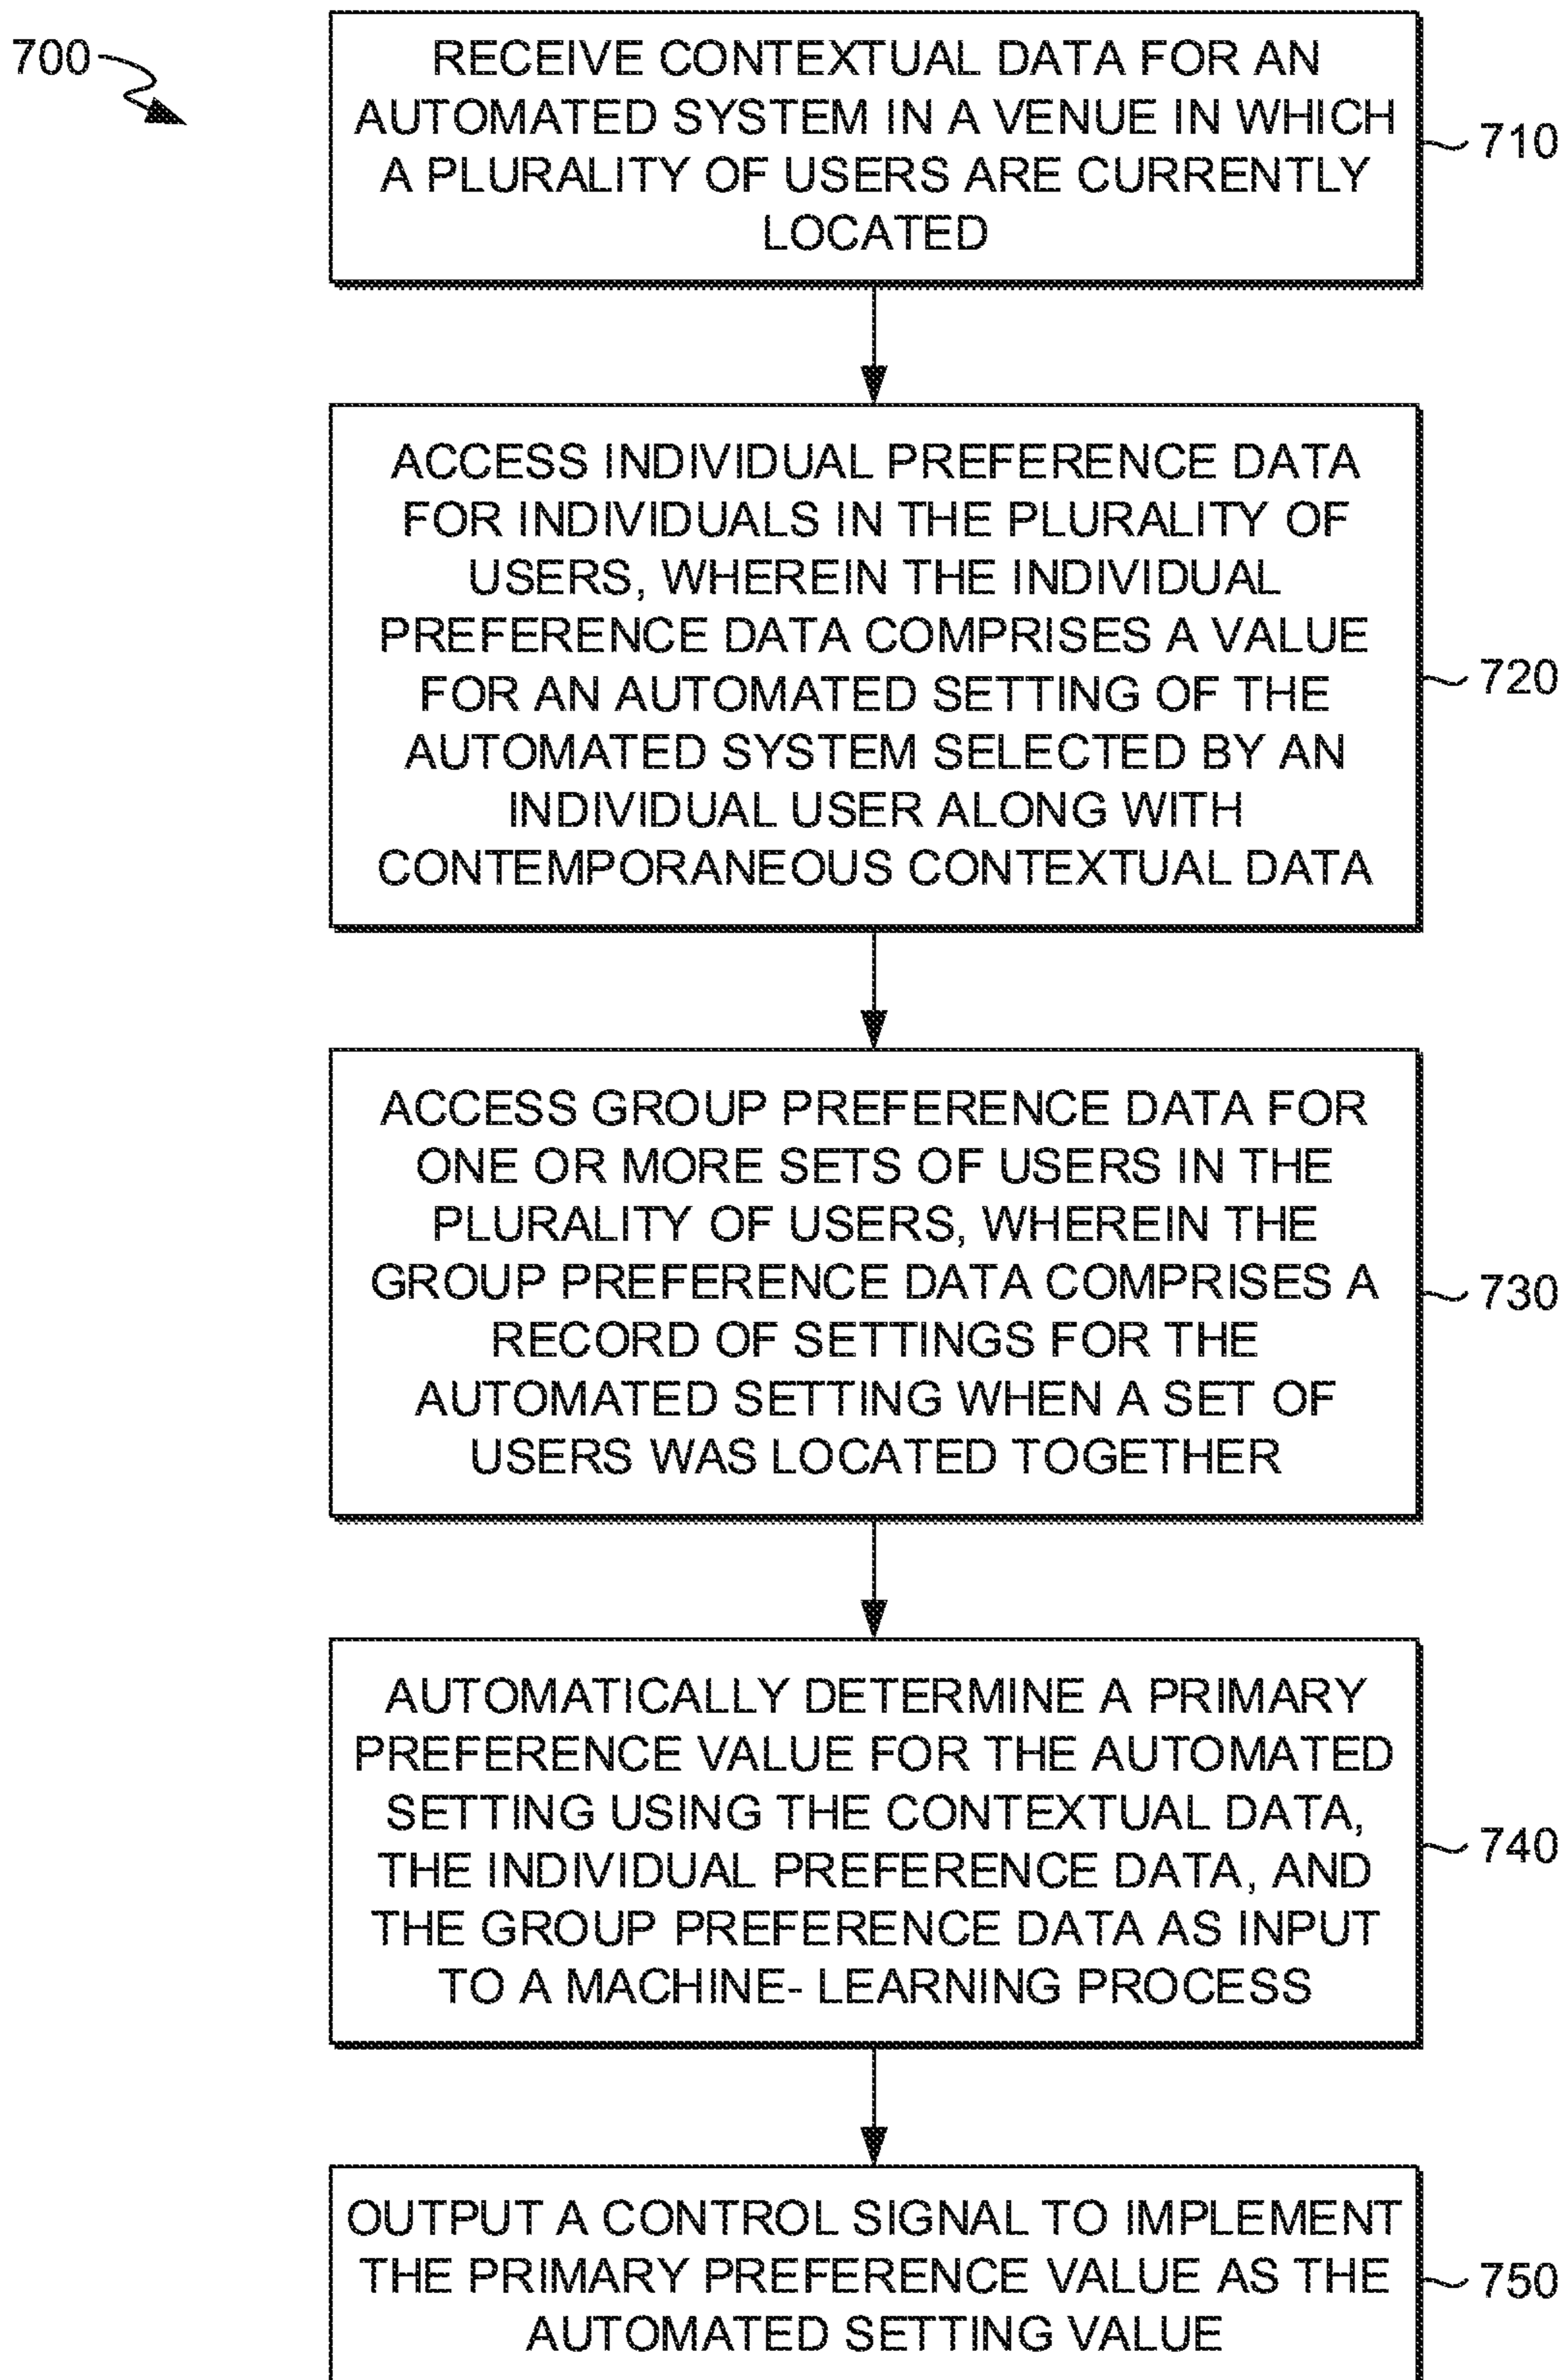 700
RECEIVE CONTEXTUAL DATA FOR AN
AUTOMATED SYSTEM IN A VENUE IN WHICH
A PLURALITY OF USERS ARE CURRENTLY
LOCATED
710
ACCESS INDIVIDUAL PREFERENCE DATA
FOR INDIVIDUALS IN THE PLURALITY OF
USERS, WHEREIN THE INDIVIDUAL
PREFERENCE DATA COMPRISES A VALUE
FOR AN AUTOMATED SETTING OF THE
AUTOMATED SYSTEM SELECTED BY AN
INDIVIDUAL USER ALONG WITH
CONTEMPORANEOUS CONTEXTUAL DATA
720
ACCESS GROUP PREFERENCE DATA FOR
ONE OR MORE SETS OF USERS IN THE
PLURALITY OF USERS, WHEREIN THE
GROUP PREFERENCE DATA COMPRISES A
RECORD OF SETTINGS FOR THE
AUTOMATED SETTING WHEN A SET OF
USERS WAS LOCATED TOGETHER
730
AUTOMATICALLY DETERMINE A PRIMARY
PREFERENCE VALUE FOR THE AUTOMATED
SETTING USING THE CONTEXTUAL DATA,
THE INDIVIDUAL PREFERENCE DATA, AND
THE GROUP PREFERENCE DATA AS INPUT
TO A MACHINE- LEARNING PROCESS
740
OUTPUT A CONTROL SIGNAL TO IMPLEMENT
THE PRIMARY PREFERENCE VALUE AS THE
AUTOMATED SETTING VALUE
750